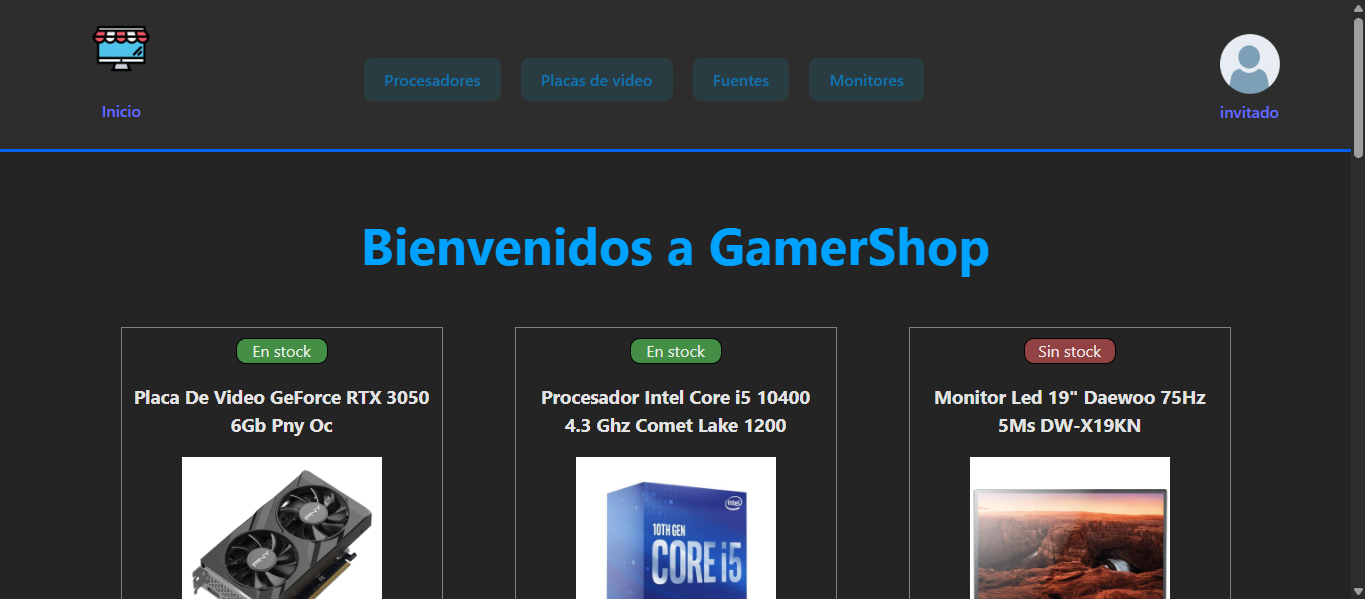 Procesadores
Placas de video
Fuentes
Monitores
Inicio
invitado
Bienvenidos a GamerShop
En stock
Placa De Video GeForce RTX 3050
6Gb Pny Oc
PNY
PNY
En stock
Procesador Intel Core i5 10400
4.3 Ghz Comet Lake 1200
intel
10TH GEN
CORE i5
Sin stock
Monitor Led 19" Daewoo 75Hz
5Ms DW-X19KN